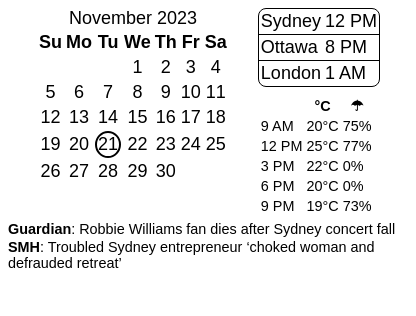 November 2023
Su Mo Tu We Th Fr Sa
1 2 3 4
5 6 7 8 9 10 11
12 13 14 15 16 17 18
19 20 21 22 23 24 25
26 27 28 29 30
Sydney 12 PM
Ottawa 8 PM
London 1 AM
°C ☂
9 AM 20°C 75%
12 PM 25°C 77%
3 PM 22°C 0%
6 PM 20°C 0%
9 PM 19°C 73%
Guardian: Robbie Williams fan dies after Sydney concert fall
SMH: Troubled Sydney entrepreneur ‘choked woman and
defrauded retreat’